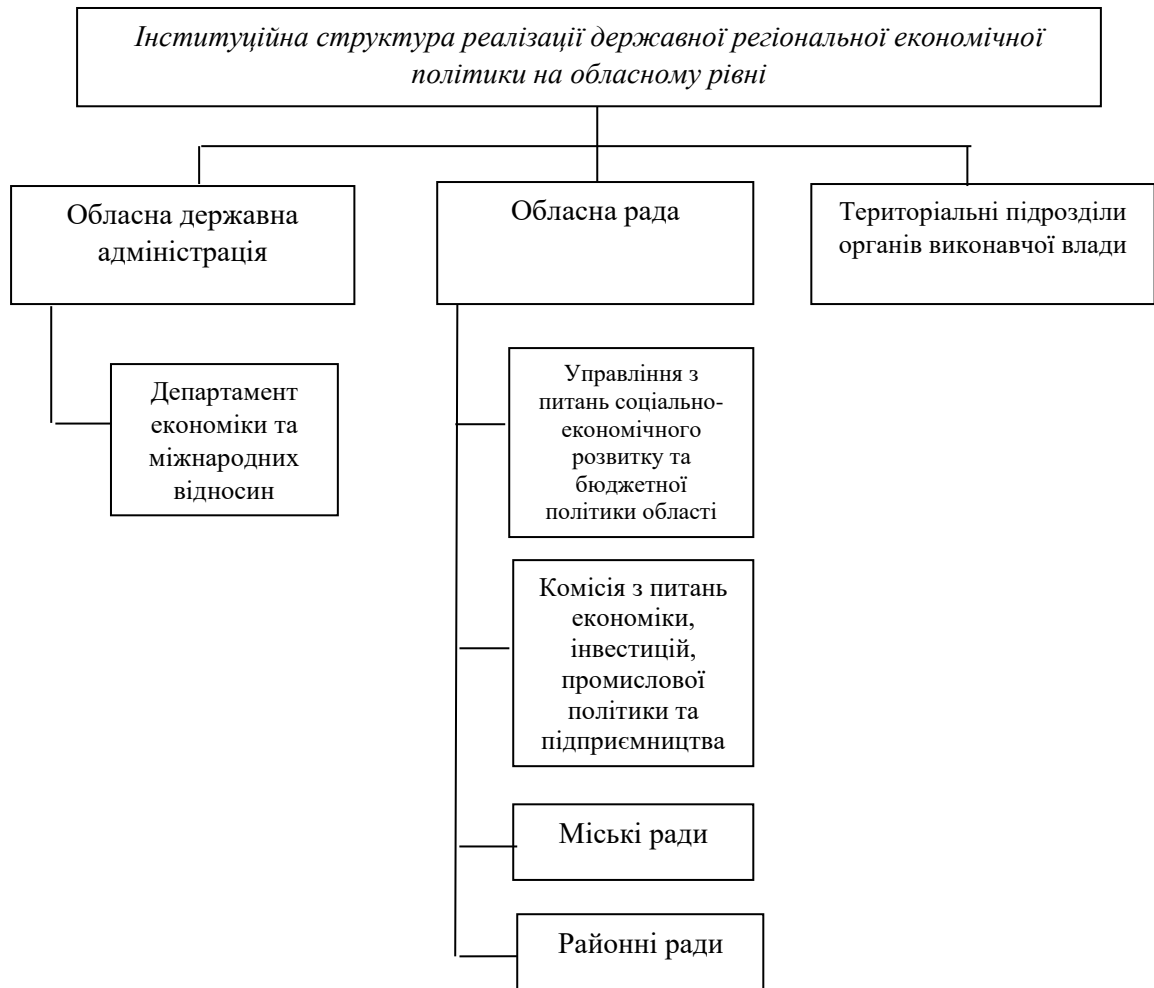 Інституційна структура реалізації державної регіональної економічної
політики на обласному рівні
Обласна державна
адміністрація
Обласна рада
Територіальні підрозділи
органів виконавчої влади
Департамент
економіки та
міжнародних
відносин
Управління з
питань соціально-
економічного
розвитку та
бюджетної
політики області
Комісія з питань
економіки,
інвестицій,
промислової
політики та
підприємництва
Міські ради
Районні ради